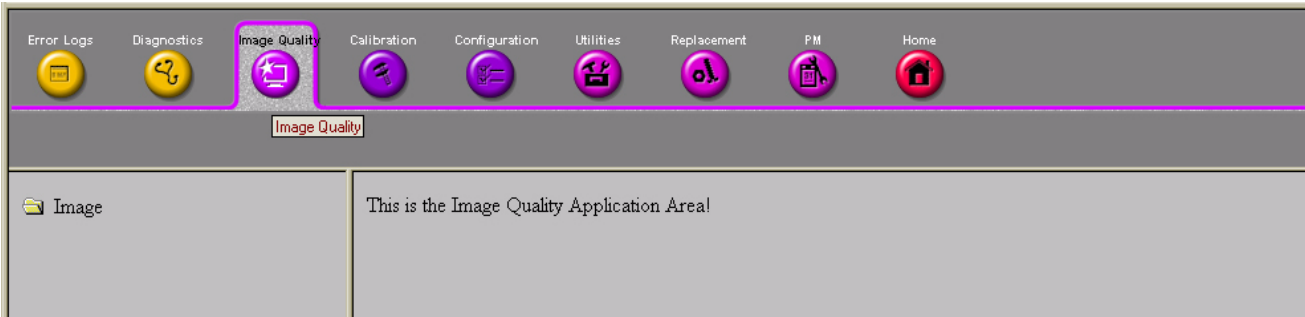 Error Logs Diagnostics Image Quality Calibration Configuration Utilities Replacement PM Home
Image Quality
Image
This is the Image Quality Application Area!